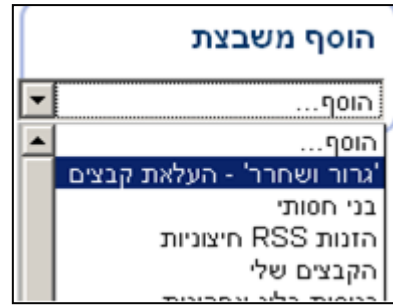 הוסף משבצת
הוסף...
הוסף...
'גרור ושחרר' - העלאת קבצים
בני חסותי
הזנות RSS חיצוניות
הקבצים שלי